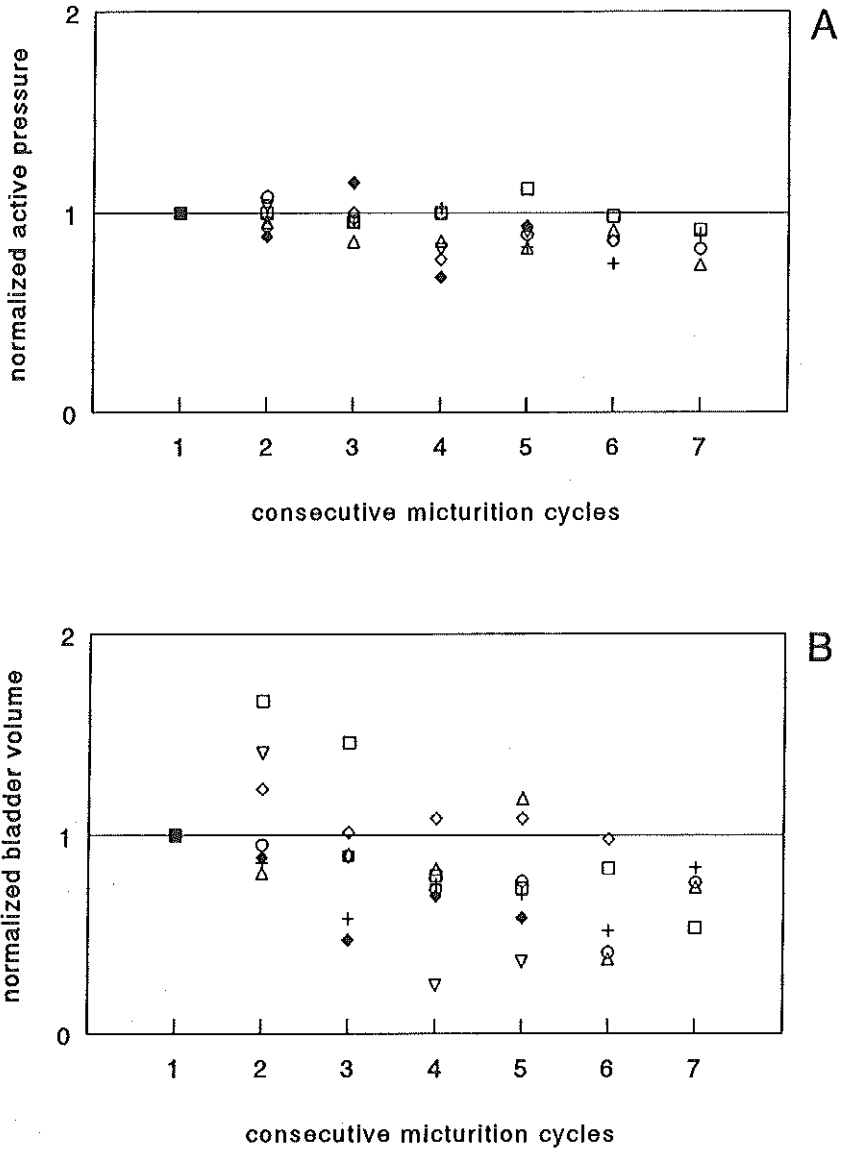 A
2
1
0
normalized active pressure
1 2 3 4 5 6 7
consecutive micturition cycles
B
2
1
0
normalized bladder volume
1 2 3 4 5 6 7
consecutive micturition cycles